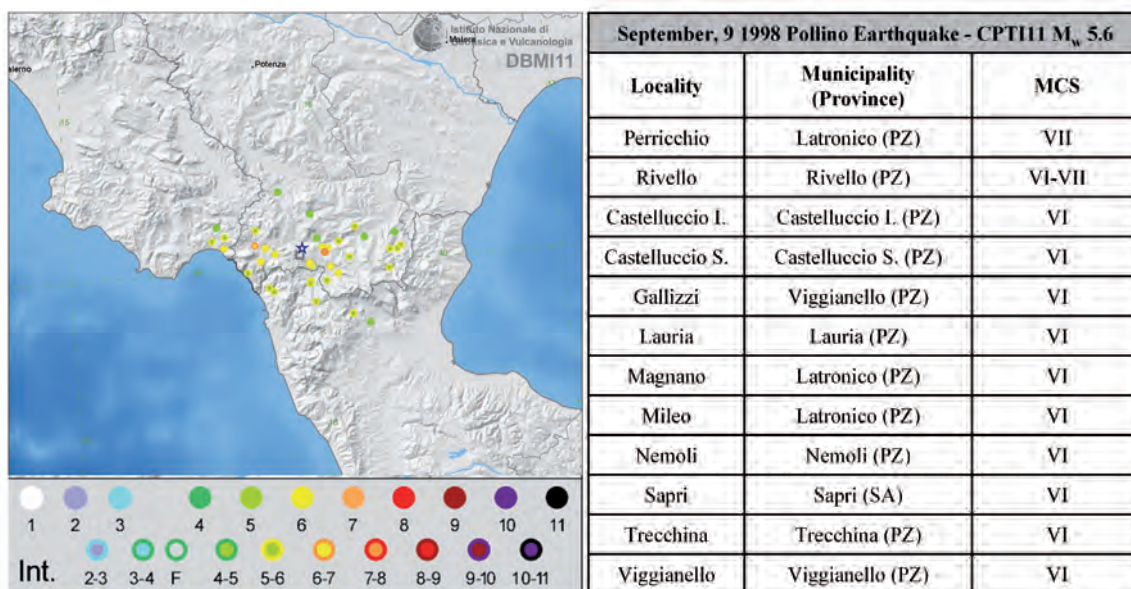 Istituto Nazionale di
Geofisica e Vulcanologia
DBMI11
Potenza
1 2 3 4 5 6 7 8 9 10 11
Int. 2-3 3-4 F 4-5 5-6 6-7 7-8 8-9 9-10 10-11
September, 9 1998 Pollino Earthquake - CPTI11 Mw 5.6
Locality Municipality (Province) MCS
Perricchio Latronico (PZ) VII
Rivello Rivello (PZ) VI-VII
Castelluccio I. Castelluccio I. (PZ) VI
Castelluccio S. Castelluccio S. (PZ) VI
Gallizzi Viggianello (PZ) VI
Lauria Lauria (PZ) VI
Magnano Latronico (PZ) VI
Mileo Latronico (PZ) VI
Nemoli Nemoli (PZ) VI
Sapri Sapri (SA) VI
Trecchina Trecchina (PZ) VI
Viggianello Viggianello (PZ) VI